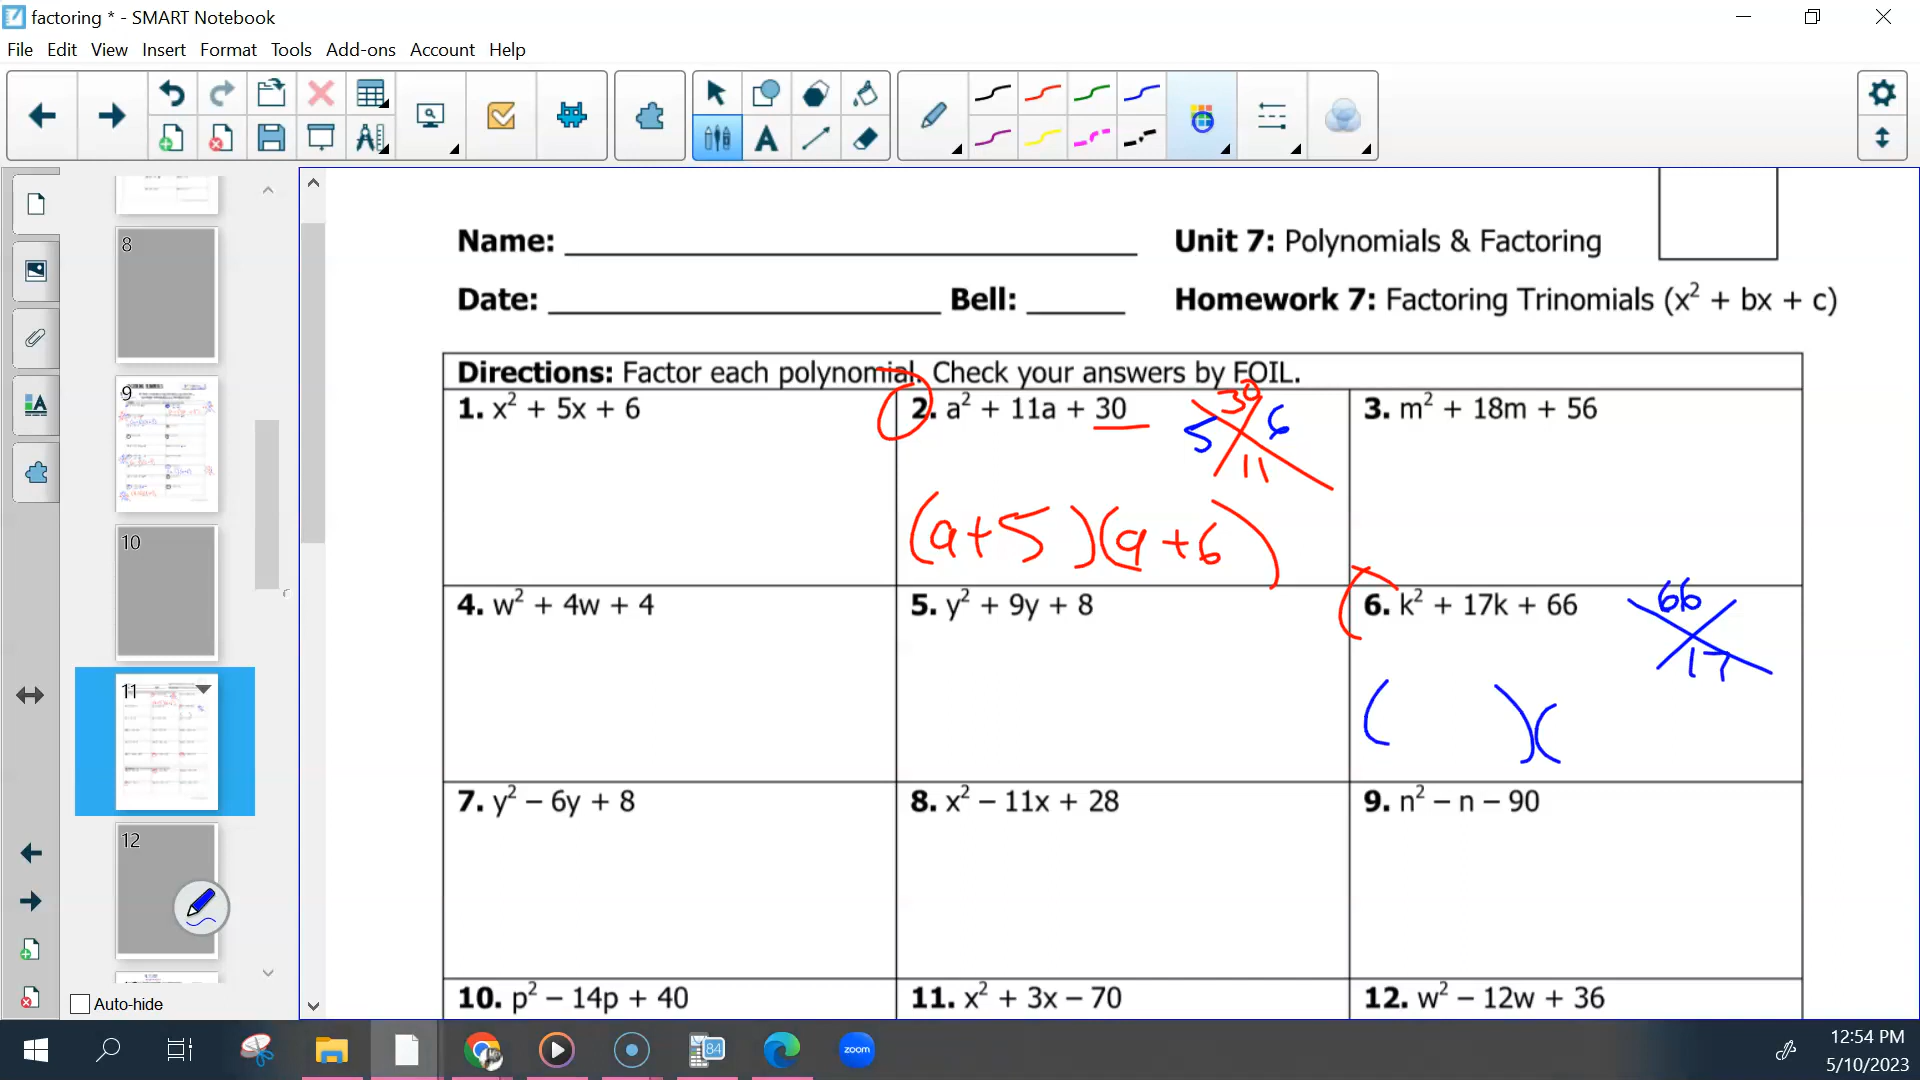 factoring * - SMART Notebook
File Edit View Insert Format Tools Add-ons Account Help
8
9
10
11
12
Auto-hide
Name: Unit 7: Polynomials & Factoring
Date: Bell: Homework 7: Factoring Trinomials (x² + bx + c)
Directions: Factor each polynomial. Check your answers by FOIL.
1. x² + 5x + 6
2. a² + 11a + 30
30
5 6
11
(a+5)(a+6)
3. m² + 18m + 56
4. w² + 4w + 4
5. y² + 9y + 8
6. k² + 17k + 66
66
17
( )(
7. y² – 6y + 8
8. x² – 11x + 28
9. n² – n – 90
10. p² – 14p + 40
11. x² + 3x – 70
12. w² – 12w + 36
84
zoom
12:54 PM
5/10/2023